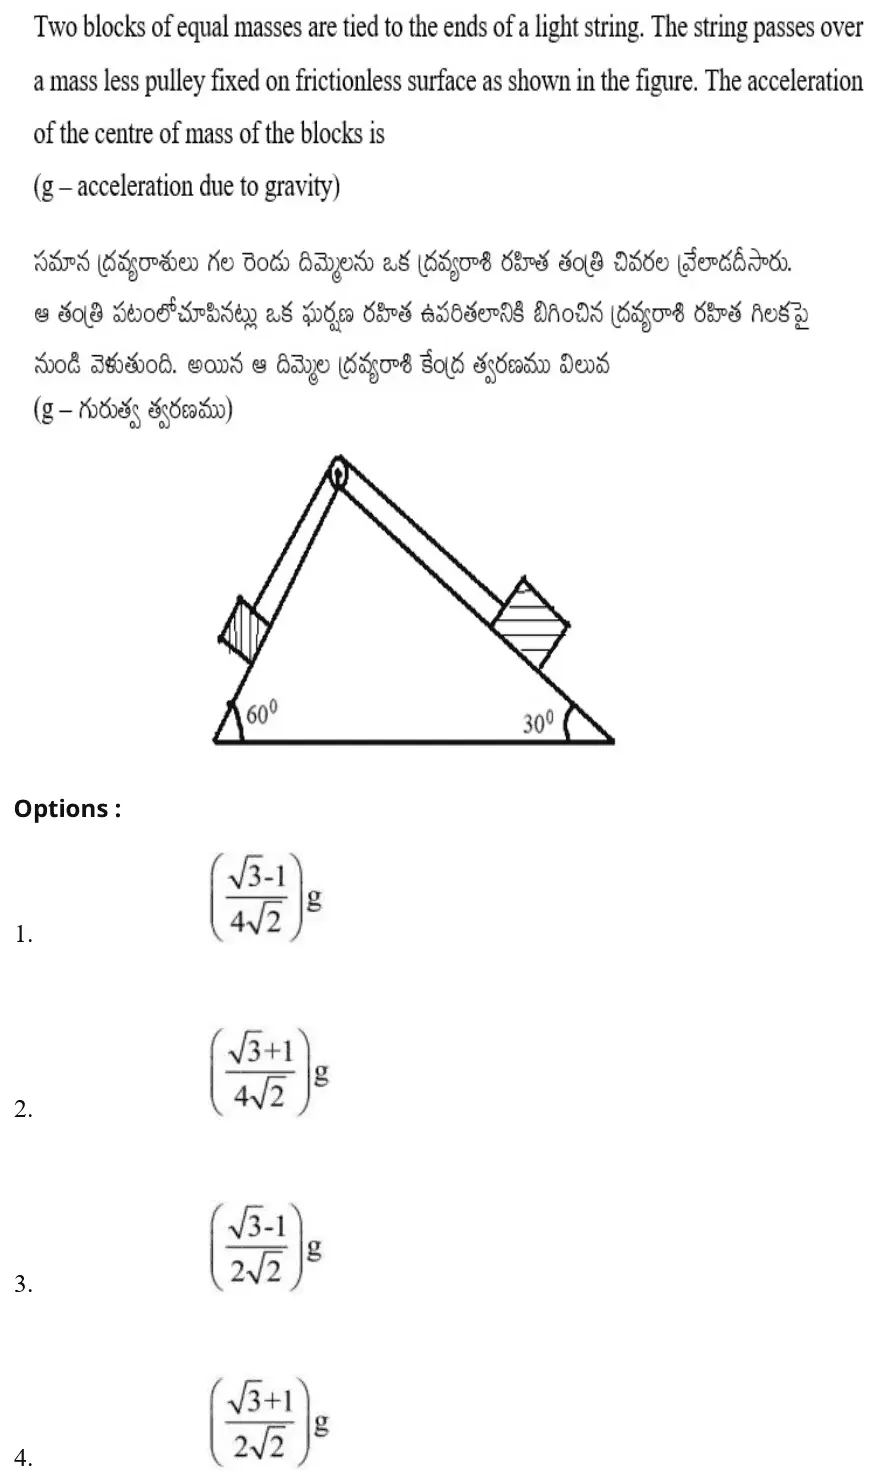 Two blocks of equal masses are tied to the ends of a light string. The string passes over
a mass less pulley fixed on frictionless surface as shown in the figure. The acceleration
of the centre of mass of the blocks is
(g – acceleration due to gravity)
సమాన ద్రవ్యరాశులు గల రెండు దిమ్మెలను ఒక ద్రవ్యరాశి రహిత తంత్రి చివరల వ్రేలాడదీసారు.
ఆ తంత్రి పటంలోచూపినట్లు ఒక ఘర్షణ రహిత ఉపరితలానికి బిగించిన ద్రవ్యరాశి రహిత గిలకపై
నుండి వెళుతుంది. అయిన ఆ దిమ్మెల ద్రవ్యరాశి కేంద్ర త్వరణము విలువ
(g – గురుత్వ త్వరణము)
60⁰
30⁰
Options :
1. ((√3-1)/(4√2)) g
2. ((√3+1)/(4√2)) g
3. ((√3-1)/(2√2)) g
4. ((√3+1)/(2√2)) g